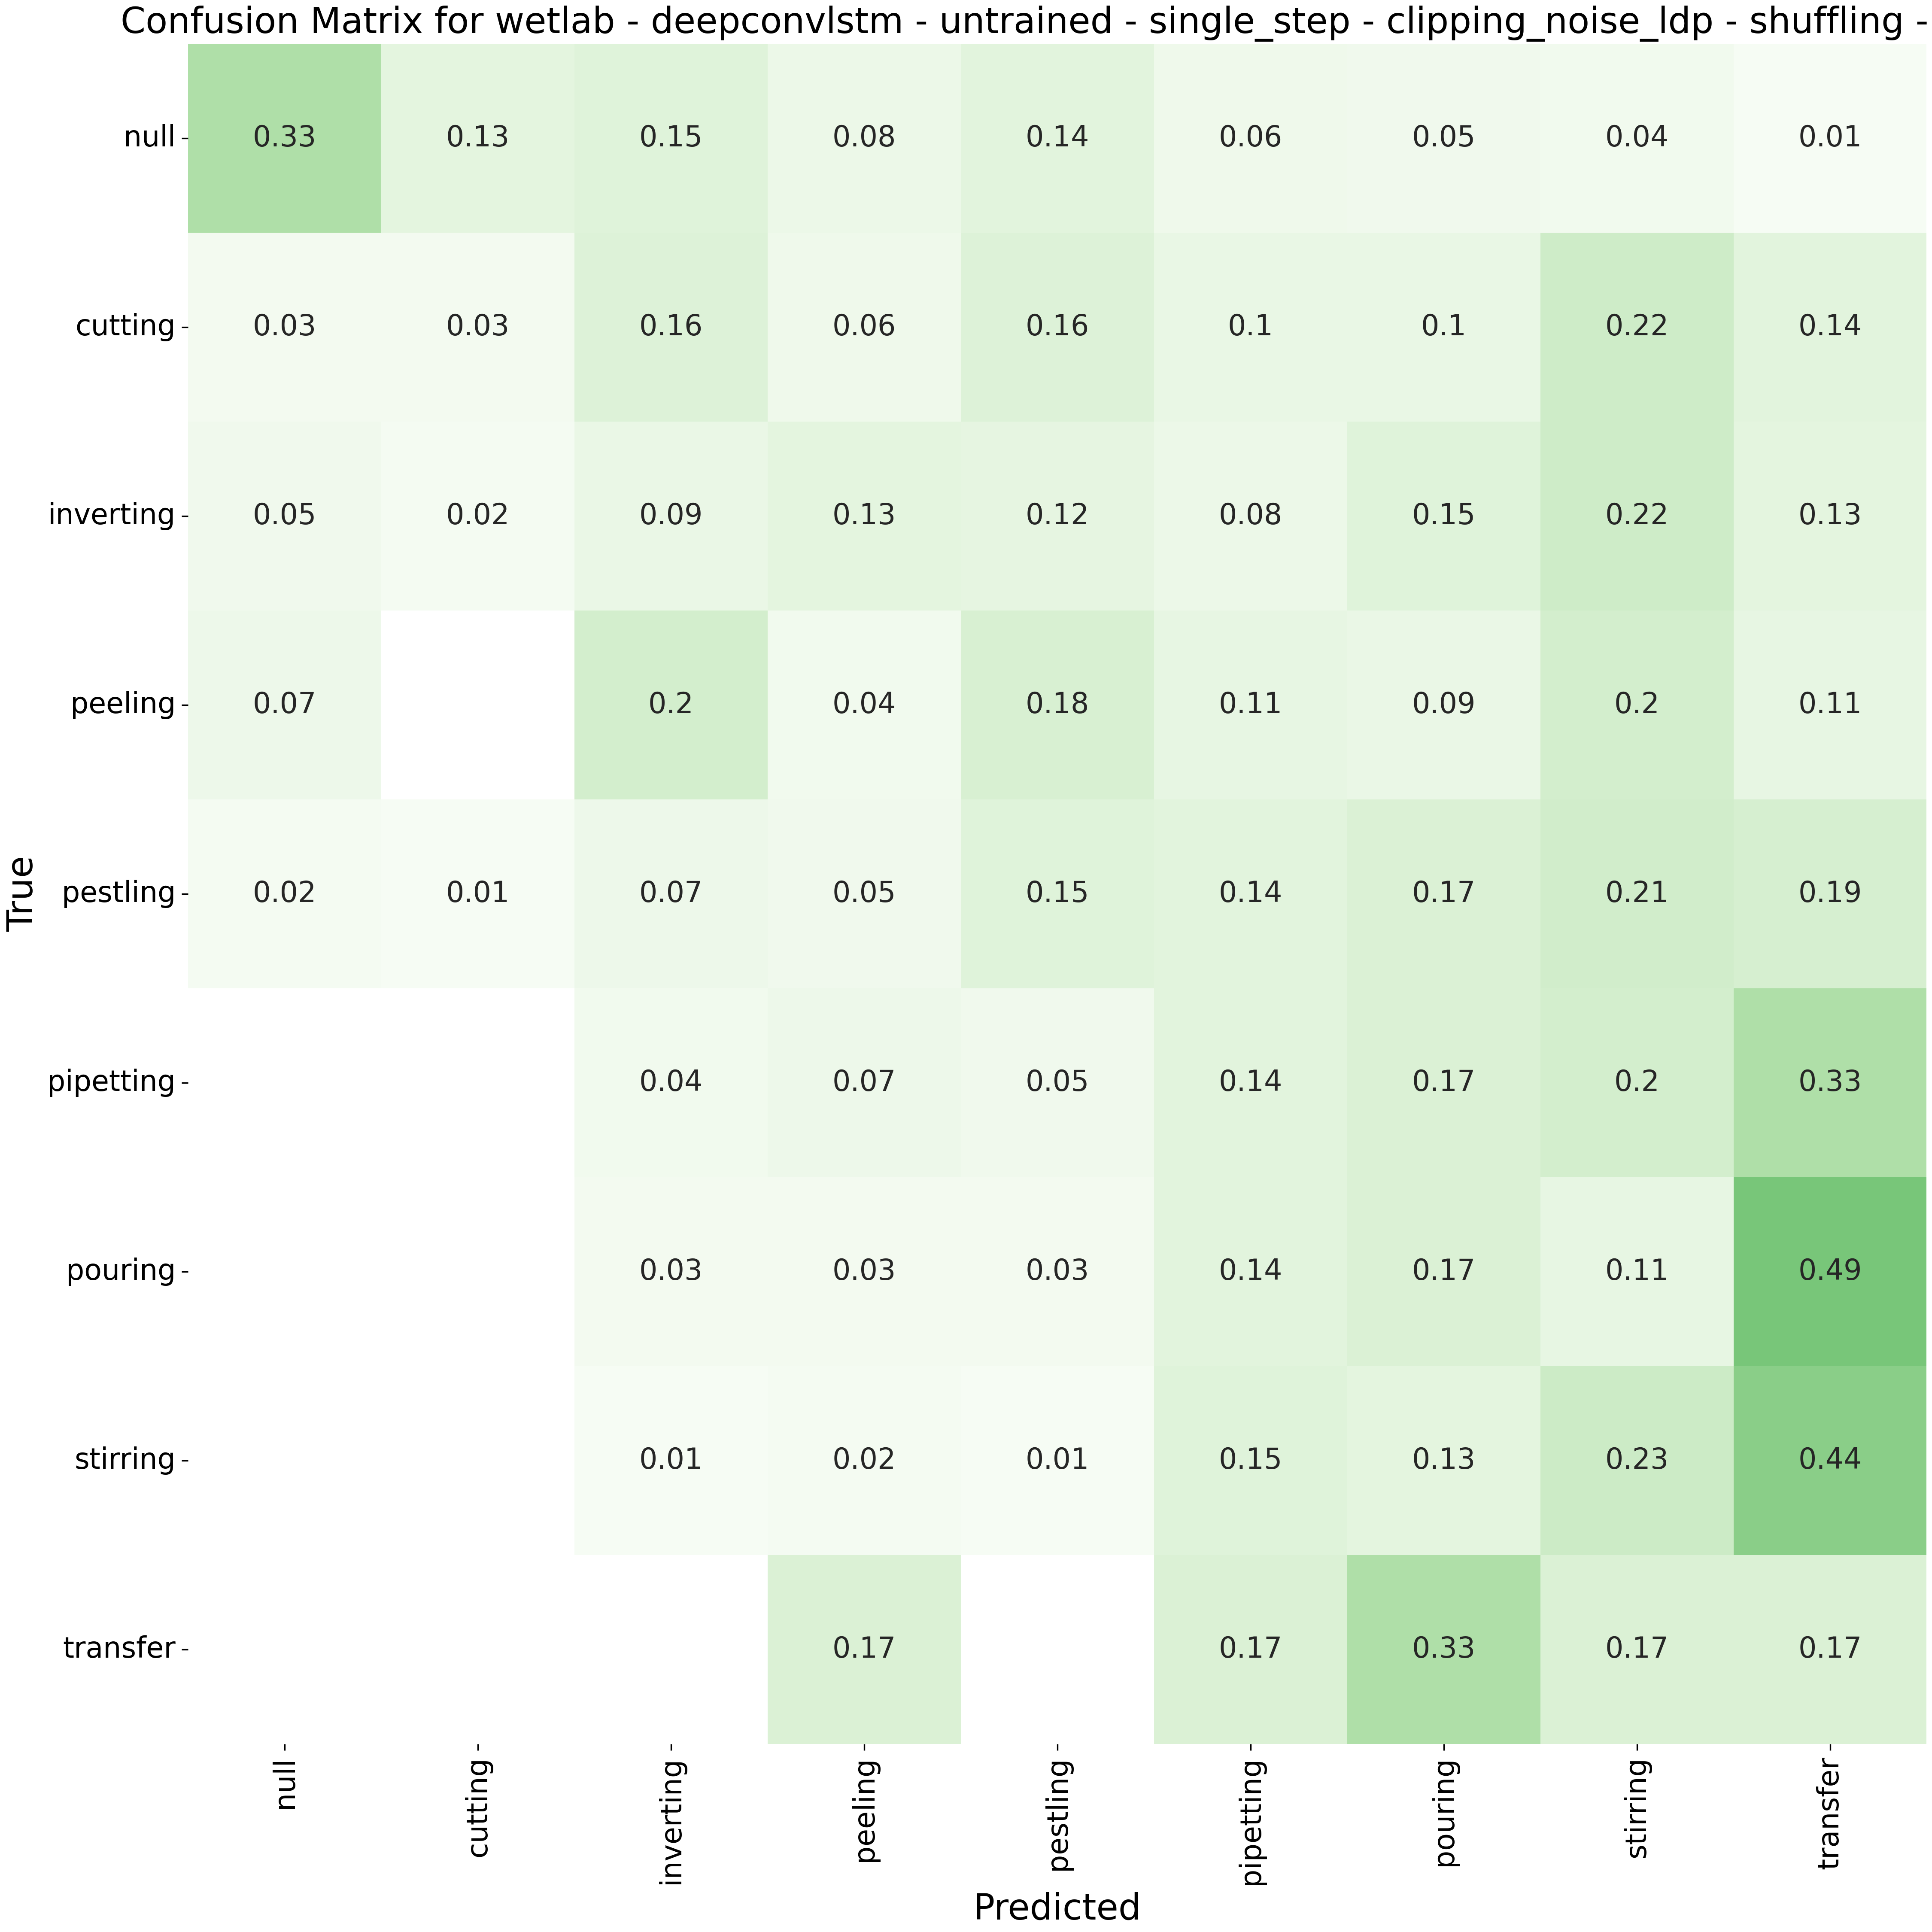 Confusion Matrix for wetlab - deepconvlstm - untrained - single_step - clipping_noise_ldp - shuffling -
null 0.33 0.13 0.15 0.08 0.14 0.06 0.05 0.04 0.01
cutting 0.03 0.03 0.16 0.06 0.16 0.1 0.1 0.22 0.14
inverting 0.05 0.02 0.09 0.13 0.12 0.08 0.15 0.22 0.13
peeling 0.07 0.2 0.04 0.18 0.11 0.09 0.2 0.11
pestling 0.02 0.01 0.07 0.05 0.15 0.14 0.17 0.21 0.19
pipetting 0.04 0.07 0.05 0.14 0.17 0.2 0.33
pouring 0.03 0.03 0.03 0.14 0.17 0.11 0.49
stirring 0.01 0.02 0.01 0.15 0.13 0.23 0.44
transfer 0.17 0.17 0.33 0.17 0.17
True
null cutting inverting peeling pestling pipetting pouring stirring transfer
Predicted